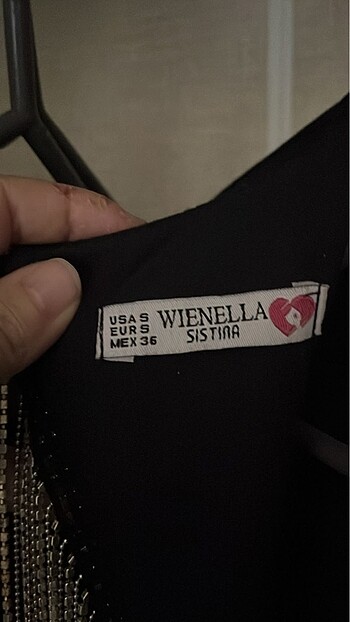 USA S
EUR S
MEX 36
WIENELLA
SISTINA